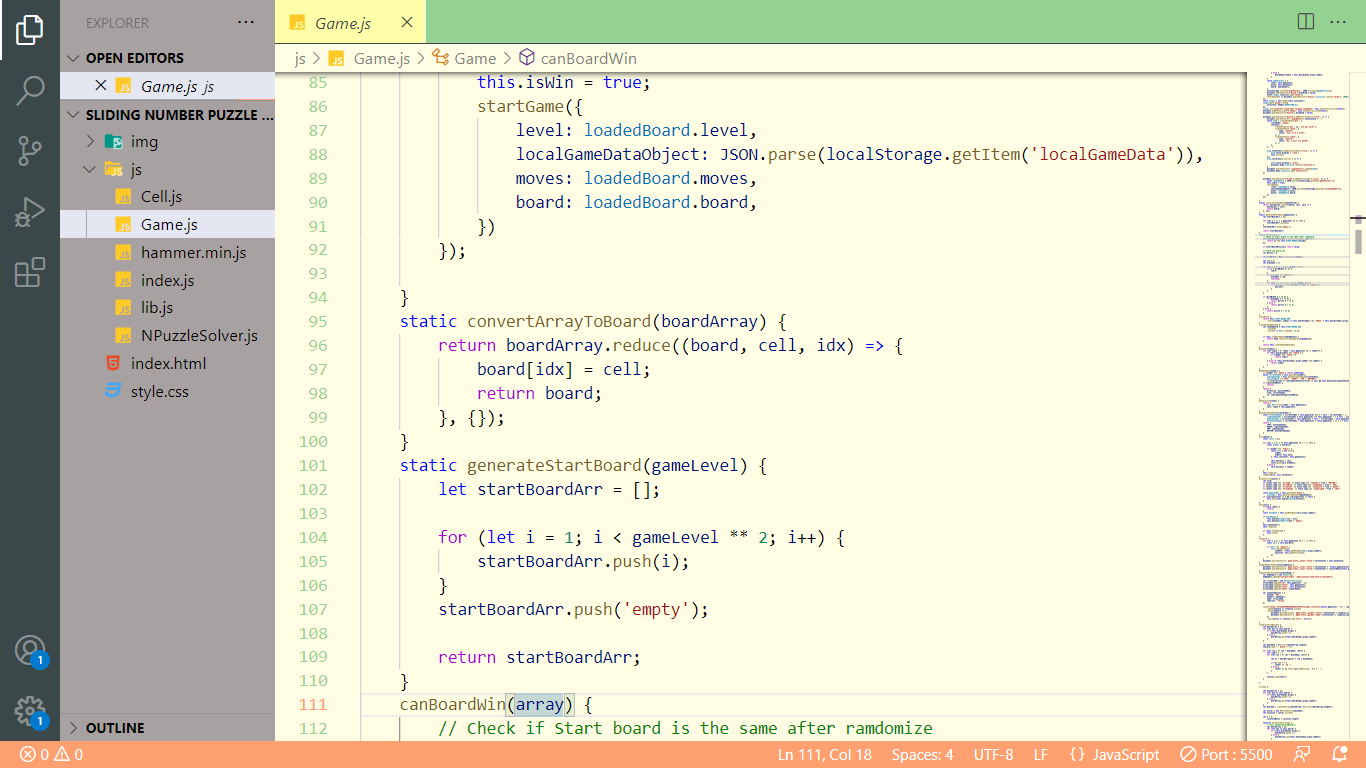 EXPLORER
Game.js
js > Game.js > Game > canBoardWin
OPEN EDITORS
Game.js js
SLIDING NUMBER PUZZLE ...
img
js
Cell.js
Game.js
hammer.min.js
index.js
lib.js
NPuzzleSolver.js
index.html
style.css
OUTLINE
1
1
85 this.isWin = true;
86 startGame({
87 level: loadedBoard.level,
88 localGameDataObject: JSON.parse(localStorage.getItem('localGameData')),
89 moves: loadedBoard.moves,
90 board: loadedBoard.board,
91 })
92 });
93
94 }
95 static convertArrayToBoard(boardArray) {
96 return boardArray.reduce((board, cell, idx) => {
97 board[idx] = cell;
98 return board;
99 }, {});
100 }
101 static generateStartBoard(gameLevel) {
102 let startBoardArr = [];
103
104 for (let i = 1; i < gameLevel ** 2; i++) {
105 startBoardArr.push(i);
106 }
107 startBoardArr.push('empty');
108
109 return startBoardArr;
110 }
111 canBoardWin(array) {
112 // Check if Start board is the same after ramdomize
0 0
Ln 111, Col 18
Spaces: 4
UTF-8
LF
{} JavaScript
Port : 5500